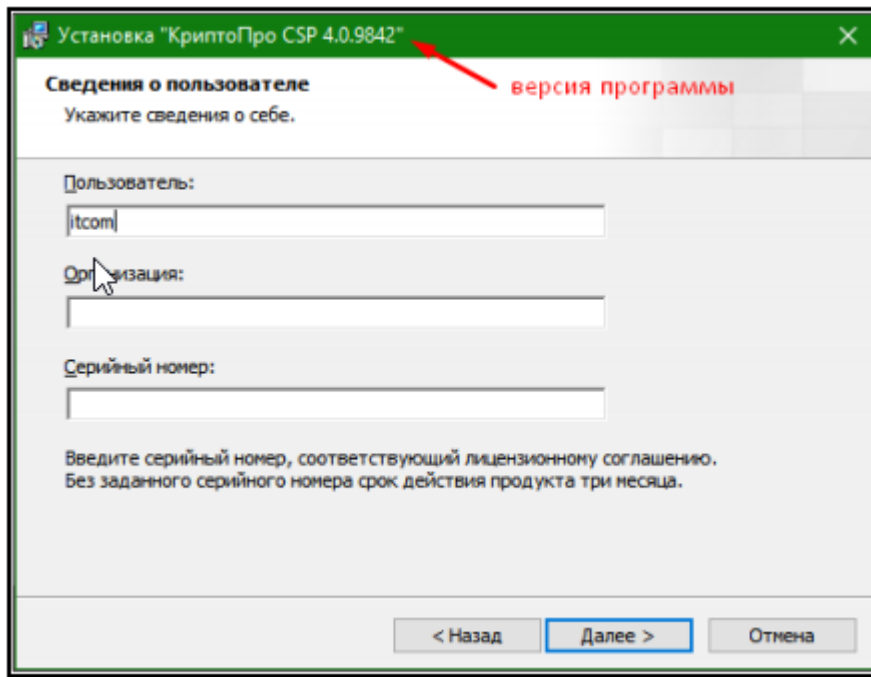 Установка "КриптоПро CSP 4.0.9842"
версия программы
Сведения о пользователе
Укажите сведения о себе.
Пользователь:
itcom
Организация:
Серийный номер:
Введите серийный номер, соответствующий лицензионному соглашению.
Без заданного серийного номера срок действия продукта три месяца.
< Назад
Далее >
Отмена